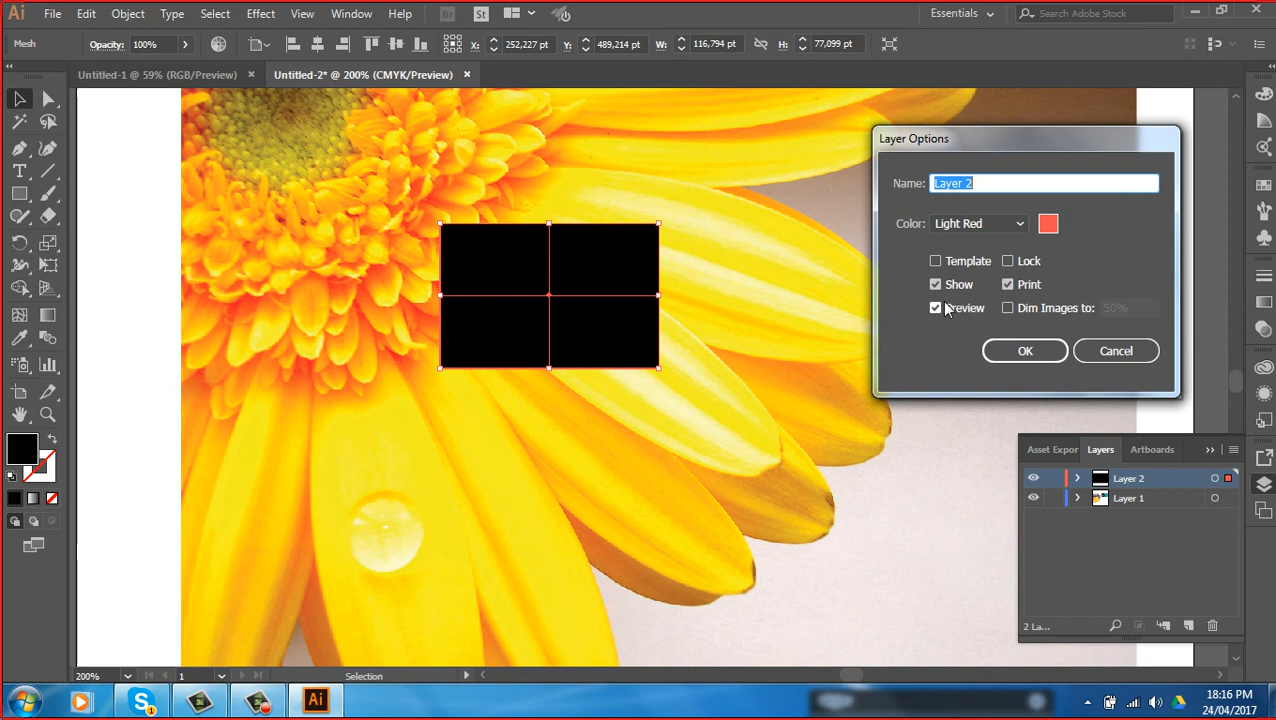 Ai File Edit Object Type Select Effect View Window Help Br St Essentials Search Adobe Stock
Mesh Opacity: 100% X: 252,227 pt Y: 489,214 pt W: 116,794 pt H: 77,099 pt
Untitled-1 @ 59% (RGB/Preview) × Untitled-2* @ 200% (CMYK/Preview) ×
Layer Options
Name: Layer 2
Color: Light Red
Template Lock
Show Print
Preview Dim Images to: 50%
OK Cancel
Asset Expor Layers Artboards
Layer 2
Layer 1
2 La...
200% 1 Selection
Ai 18:16 PM
24/04/2017